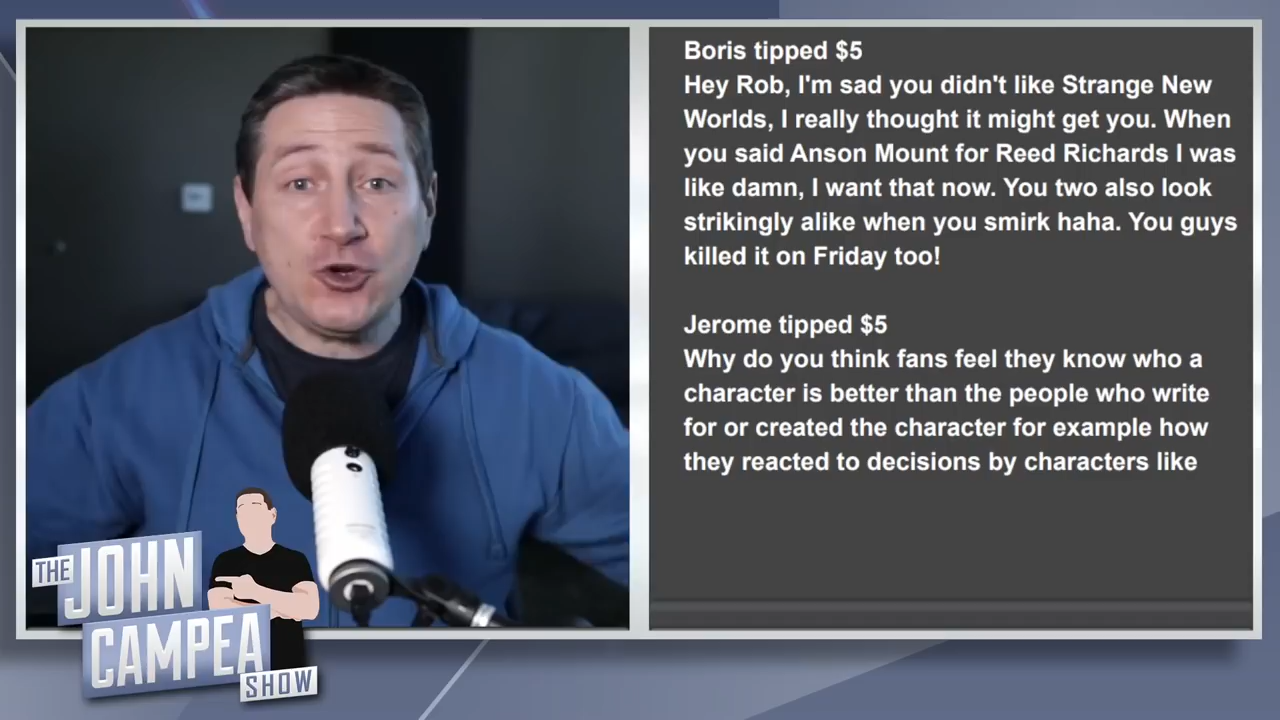 Boris tipped $5
Hey Rob, I'm sad you didn't like Strange New
Worlds, I really thought it might get you. When
you said Anson Mount for Reed Richards I was
like damn, I want that now. You two also look
strikingly alike when you smirk haha. You guys
killed it on Friday too!
Jerome tipped $5
Why do you think fans feel they know who a
character is better than the people who write
for or created the character for example how
they reacted to decisions by characters like
THE
JOHN
CAMPEA
SHOW